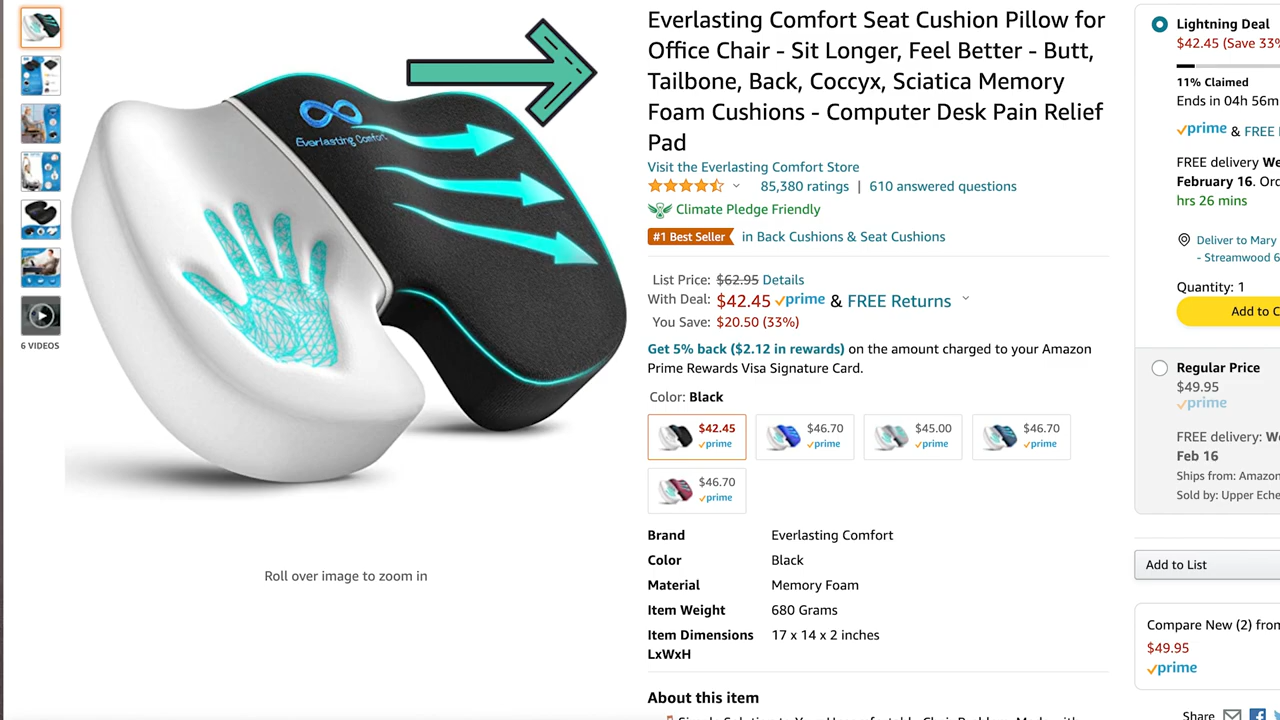 6 VIDEOS
Everlasting Comfort
Roll over image to zoom in
Everlasting Comfort Seat Cushion Pillow for
Office Chair - Sit Longer, Feel Better - Butt,
Tailbone, Back, Coccyx, Sciatica Memory
Foam Cushions - Computer Desk Pain Relief
Pad
Visit the Everlasting Comfort Store
85,380 ratings | 610 answered questions
Climate Pledge Friendly
#1 Best Seller in Back Cushions & Seat Cushions
List Price: $62.95 Details
With Deal: $42.45 prime & FREE Returns
You Save: $20.50 (33%)
Get 5% back ($2.12 in rewards) on the amount charged to your Amazon
Prime Rewards Visa Signature Card.
Color: Black
$42.45 $46.70 $45.00 $46.70
prime prime prime prime
$46.70
prime
Brand Everlasting Comfort
Color Black
Material Memory Foam
Item Weight 680 Grams
Item Dimensions 17 x 14 x 2 inches
LxWxH
About this item
Lightning Deal
$42.45 (Save 33%
11% Claimed
Ends in 04h 56m
prime & FREE
FREE delivery We
February 16. Ord
hrs 26 mins
Deliver to Mary
- Streamwood 6
Quantity: 1
Add to C
Regular Price
$49.95
prime
FREE delivery: We
Feb 16
Ships from: Amazon
Sold by: Upper Eche
Add to List
Compare New (2) from
$49.95
prime
Share